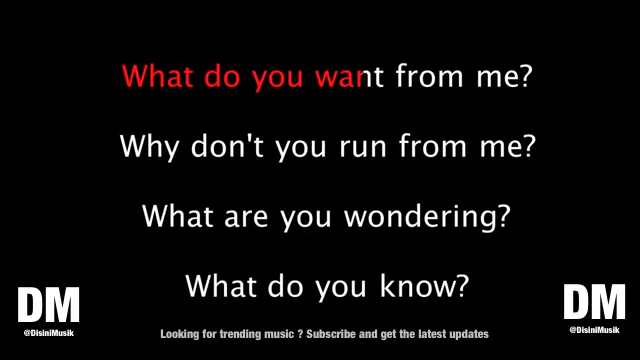 What do you want from me?
Why don't you run from me?
What are you wondering?
What do you know?
DM
@DisiniMusik
Looking for trending music ? Subscribe and get the latest updates
DM
@DisiniMusik